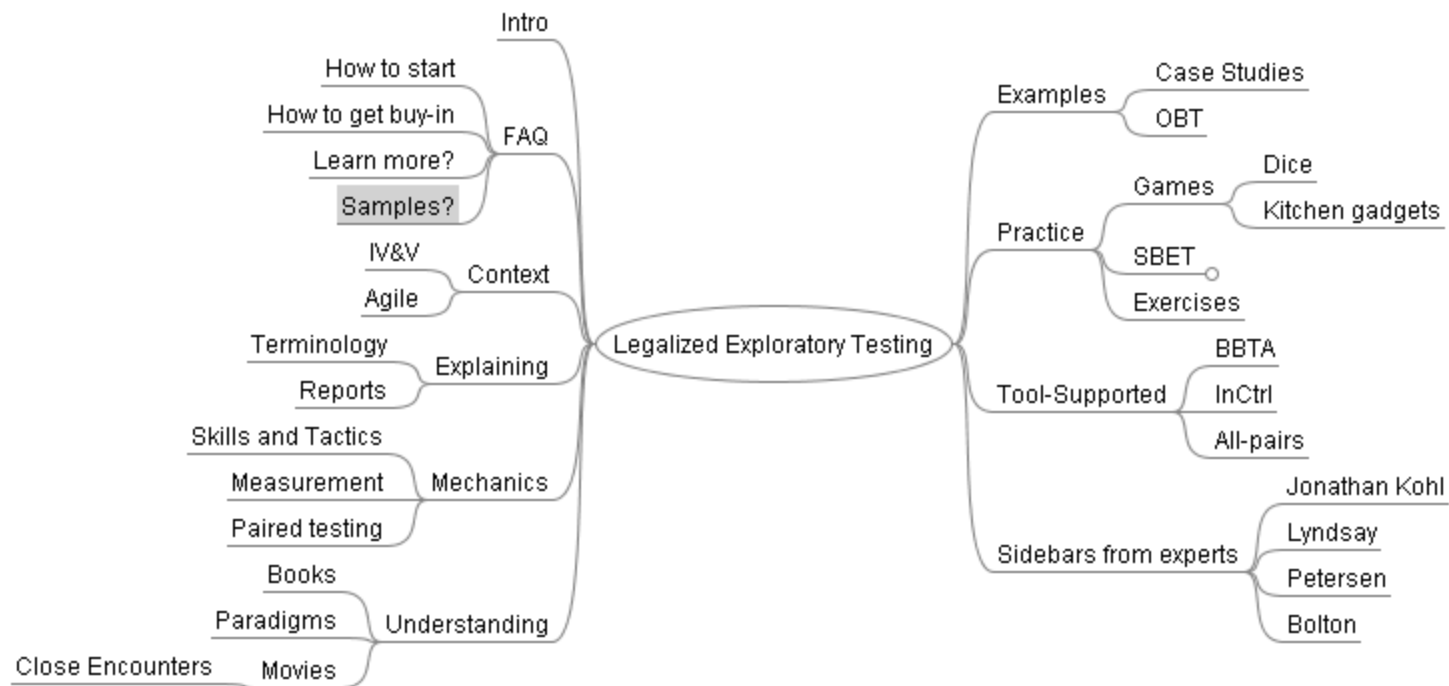 Intro
How to start
How to get buy-in
FAQ
Learn more?
Samples?
IV&V
Context
Agile
Terminology
Explaining
Reports
Skills and Tactics
Measurement
Mechanics
Paired testing
Books
Paradigms
Understanding
Close Encounters
Movies
Legalized Exploratory Testing
Examples
Case Studies
OBT
Practice
Games
Dice
Kitchen gadgets
SBET
Exercises
Tool-Supported
BBTA
InCtrl
All-pairs
Sidebars from experts
Jonathan Kohl
Lyndsay
Petersen
Bolton